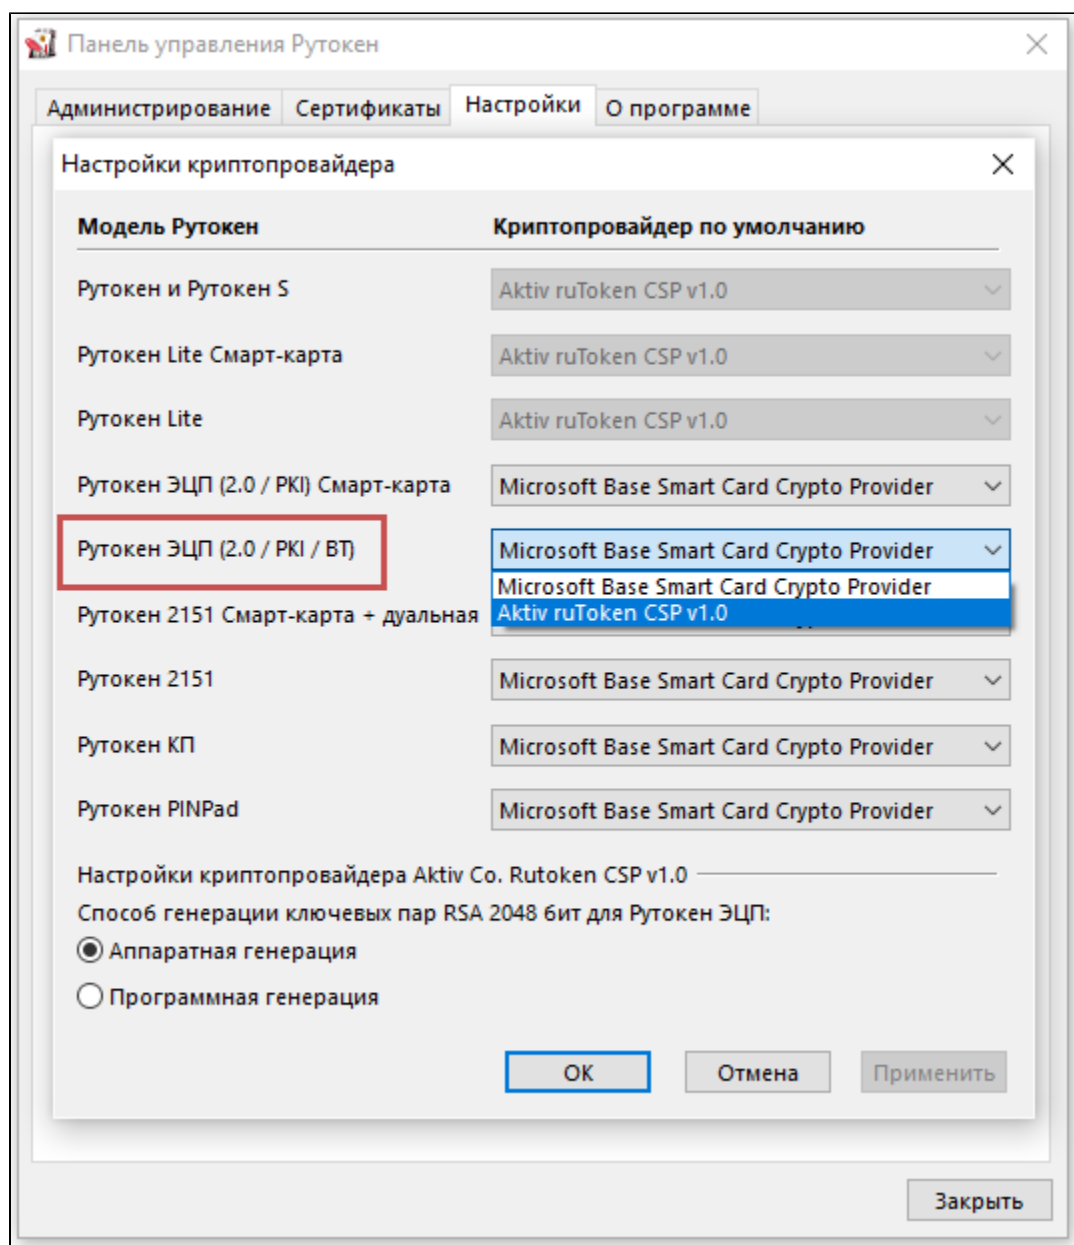 Панель управления Рутокен
Администрирование Сертификаты Настройки О программе
Настройки криптопровайдера
Модель Рутокен Криптопровайдер по умолчанию
Рутокен и Рутокен S Aktiv ruToken CSP v1.0
Рутокен Lite Смарт-карта Aktiv ruToken CSP v1.0
Рутокен Lite Aktiv ruToken CSP v1.0
Рутокен ЭЦП (2.0 / PKI) Смарт-карта Microsoft Base Smart Card Crypto Provider
Рутокен ЭЦП (2.0 / PKI / BT) Microsoft Base Smart Card Crypto Provider
Microsoft Base Smart Card Crypto Provider
Рутокен 2151 Смарт-карта + дуальная Aktiv ruToken CSP v1.0
Рутокен 2151 Microsoft Base Smart Card Crypto Provider
Рутокен КП Microsoft Base Smart Card Crypto Provider
Рутокен PINPad Microsoft Base Smart Card Crypto Provider
Настройки криптопровайдера Aktiv Co. Rutoken CSP v1.0
Способ генерации ключевых пар RSA 2048 бит для Рутокен ЭЦП:
Аппаратная генерация
Программная генерация
OK Отмена Применить
Закрыть